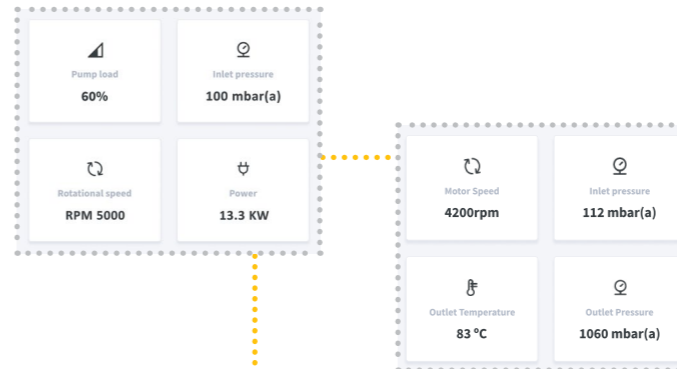 Pump load
60%
Inlet pressure
100 mbar(a)
Rotational speed
RPM 5000
Power
13.3 KW
Motor Speed
4200rpm
Inlet pressure
112 mbar(a)
Outlet Temperature
83 ºC
Outlet Pressure
1060 mbar(a)